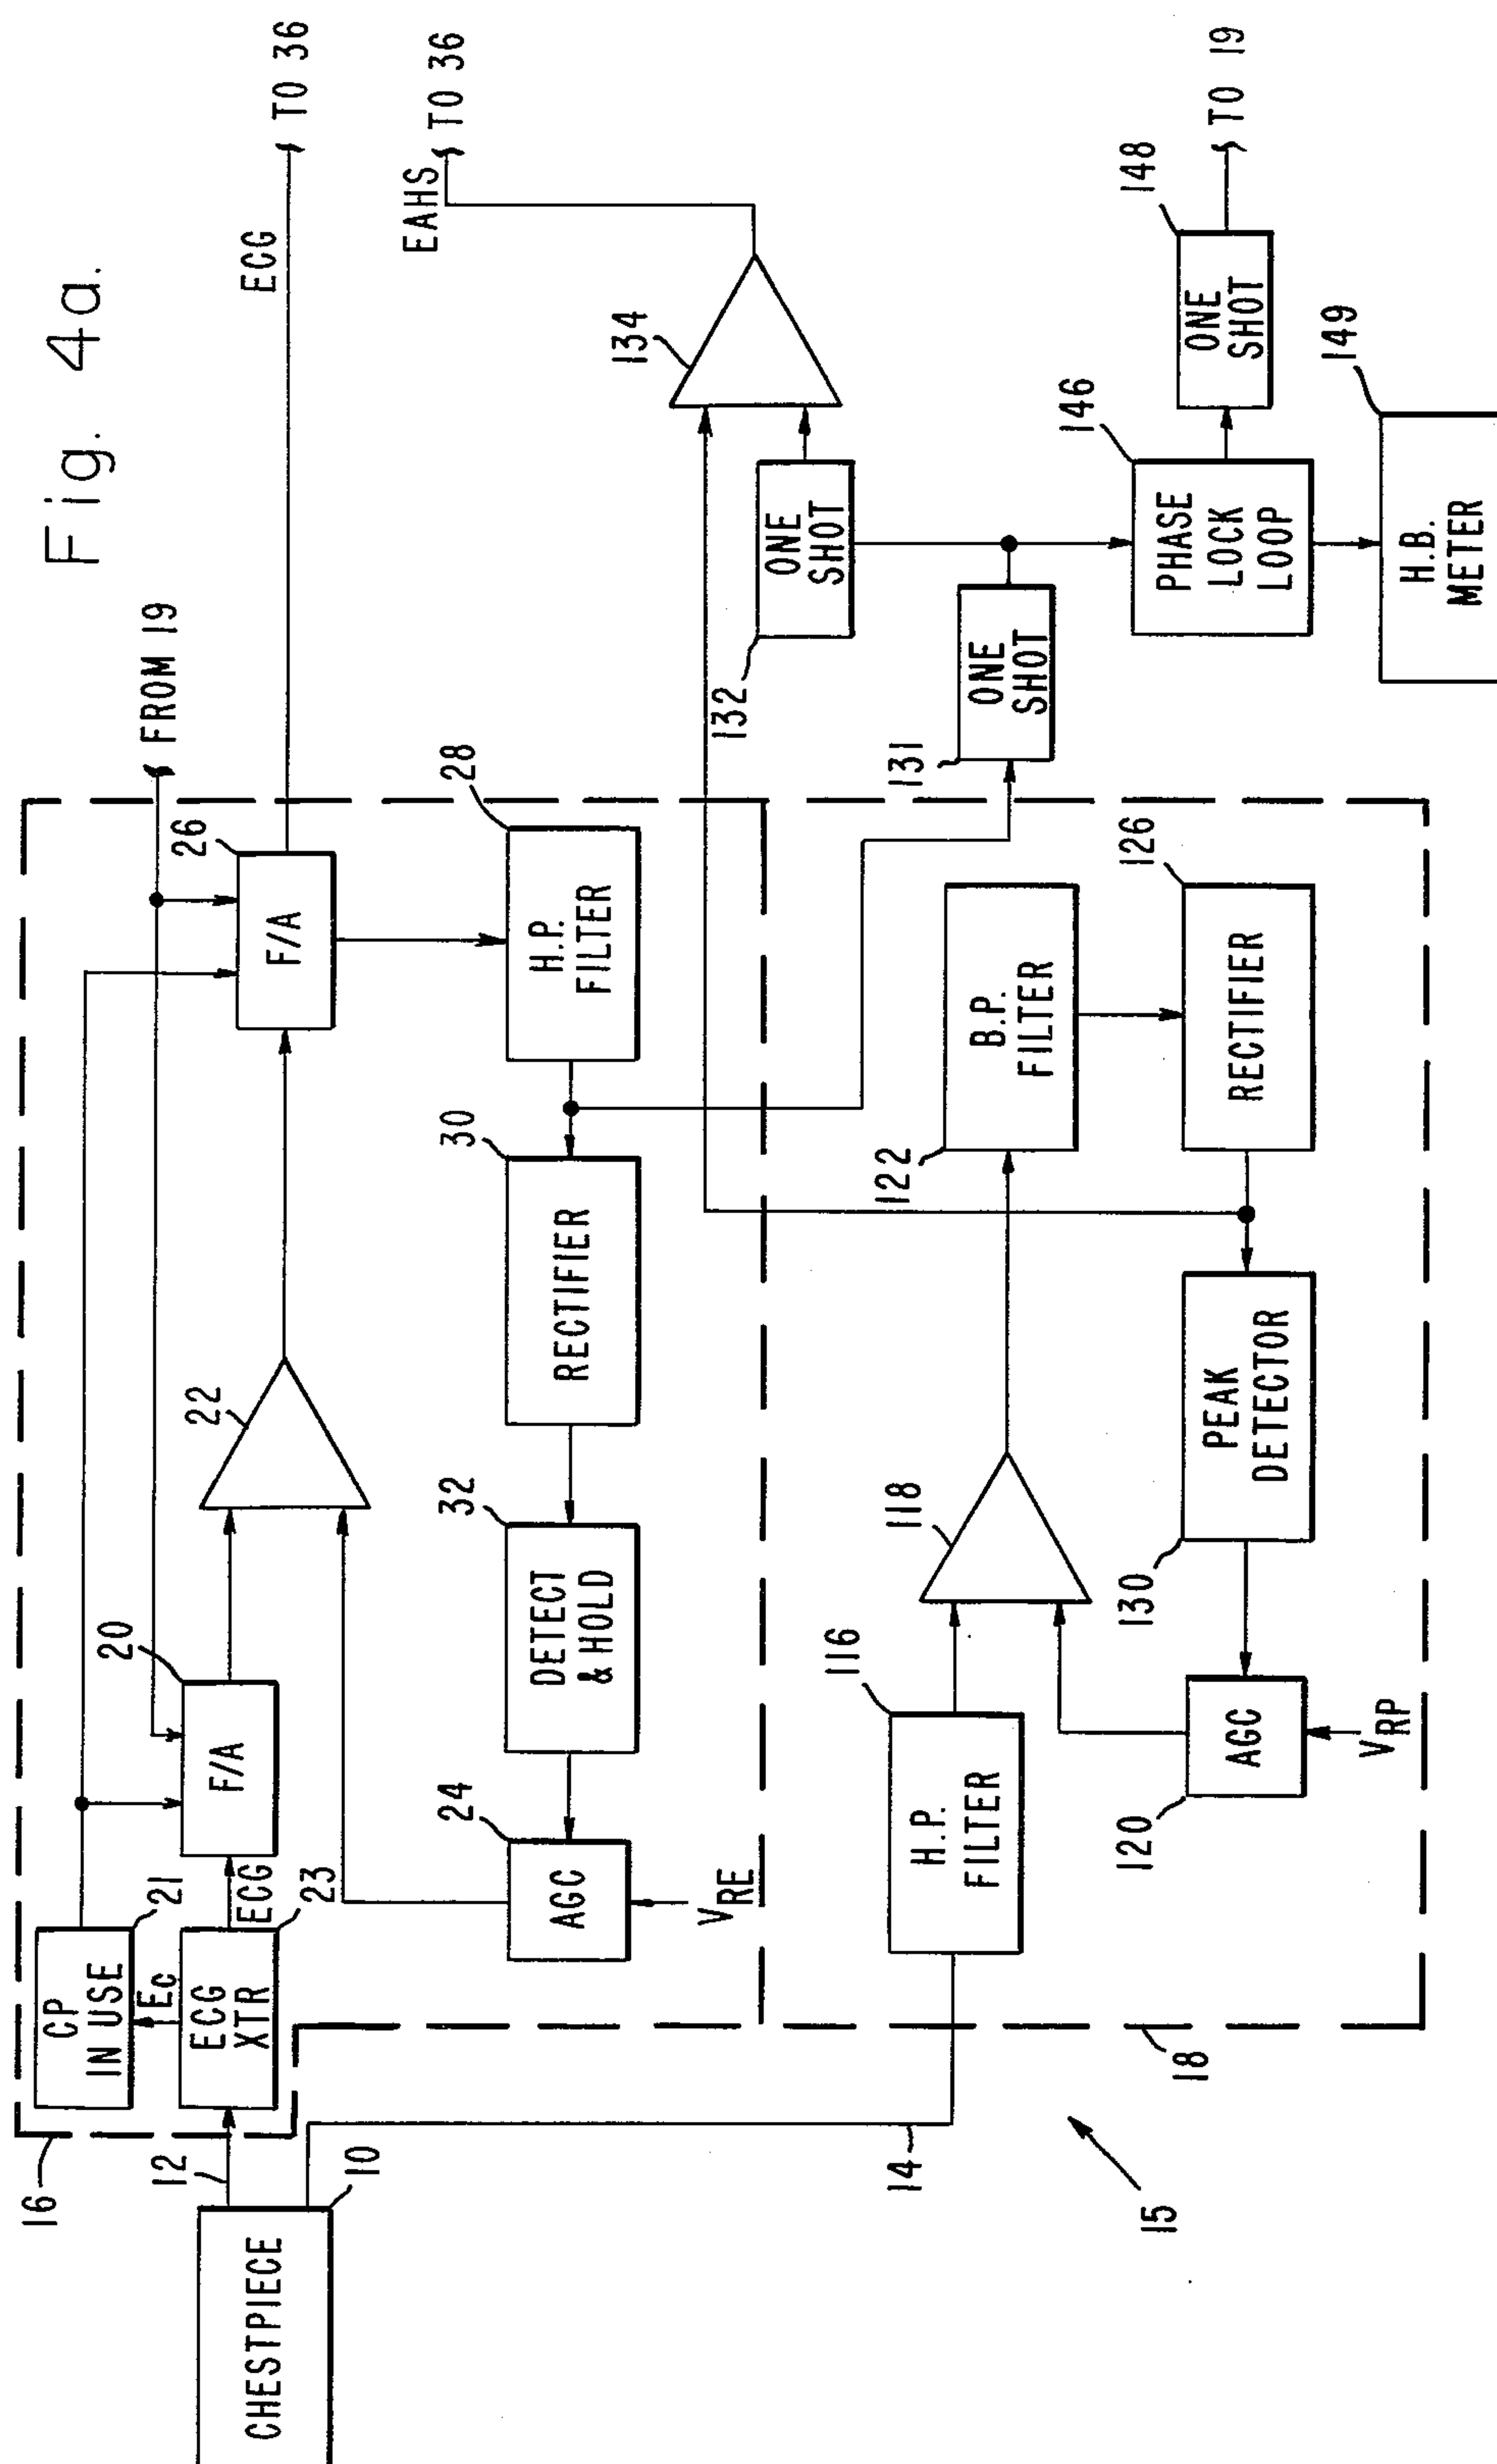 Fig. 4a.
16
12
CHESTPIECE
10
CP
IN USE
21
EC
ECG
XTR
23
ECG
20
F/A
22
26
F/A
FROM 19
ECG
TO 36
EAHS
TO 36
28
H.P.
FILTER
30
RECTIFIER
32
DETECT
& HOLD
24
AGC
VRE
14
15
18
116
H.P.
FILTER
118
120
AGC
VRP
122
B.P.
FILTER
126
RECTIFIER
130
PEAK
DETECTOR
131
ONE
SHOT
132
ONE
SHOT
134
146
PHASE
LOCK
LOOP
148
ONE
SHOT
TO 19
149
H.B.
METER